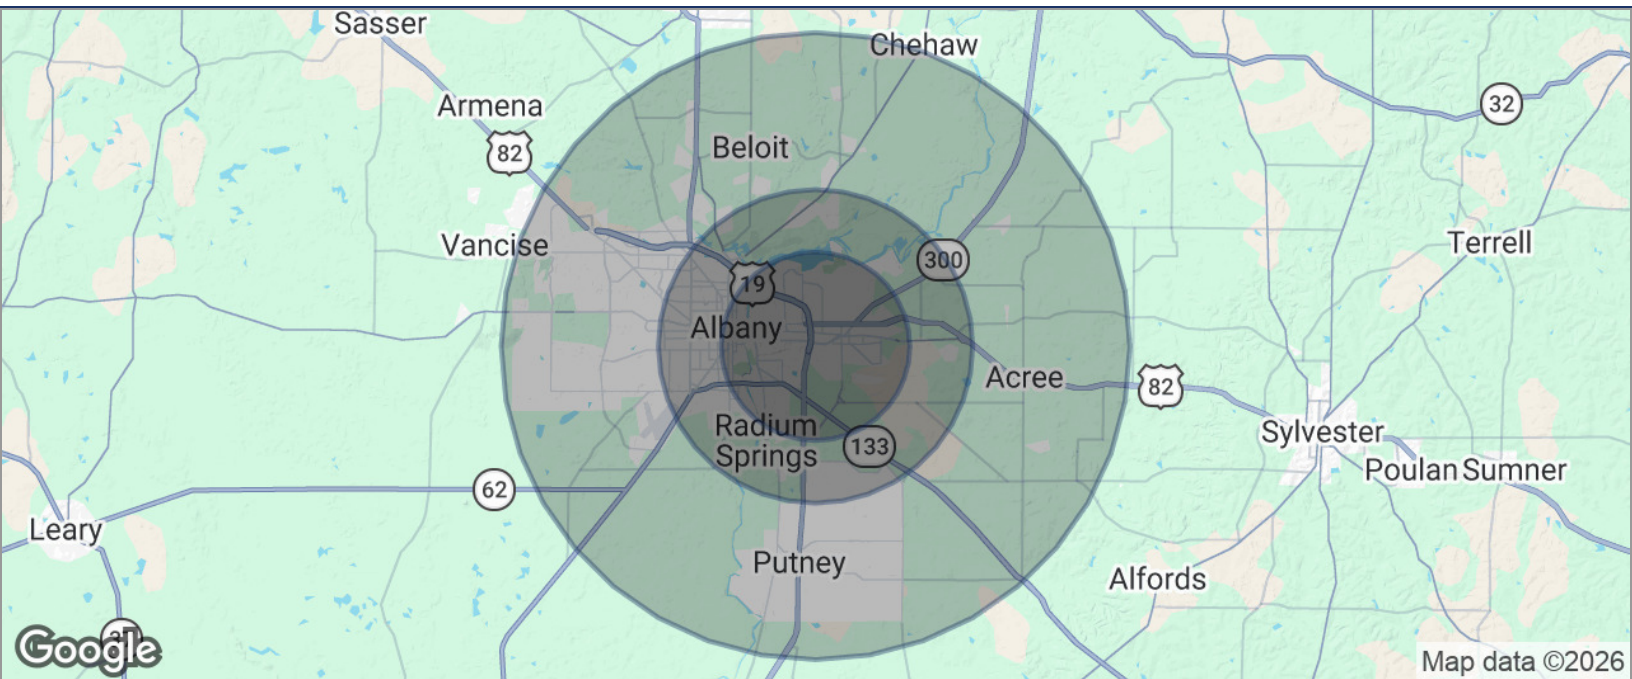 Sasser
Chehaw
Armena
32
82
Beloit
Vancise
Terrell
300
19
Albany
Acree
82
Radium
Springs
133
Sylvester
Poulan
Sumner
62
Leary
Putney
Alfords
Google
Map data ©2026